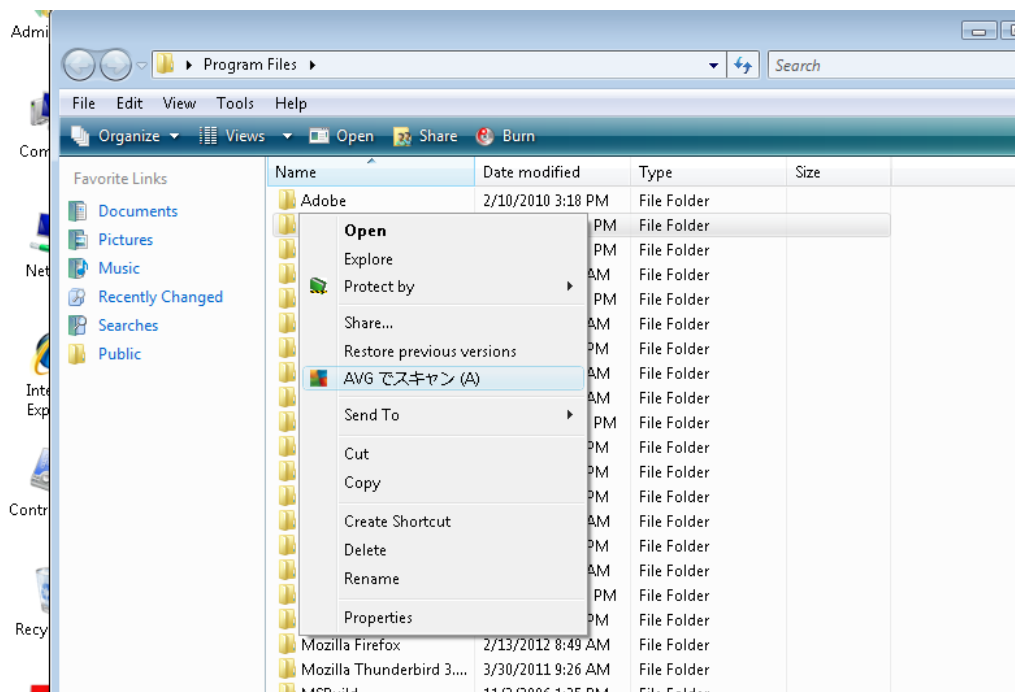 Admi
Program Files
Search
File Edit View Tools Help
Organize Views Open Share Burn
Com
Favorite Links
Name Date modified Type Size
Documents
Adobe 2/10/2010 3:18 PM File Folder
PM File Folder
Open
Pictures
PM File Folder
Explore
Music
Net
AM File Folder
Protect by
Recently Changed
PM File Folder
Share...
Searches
AM File Folder
Restore previous versions
Public
PM File Folder
AVG でスキャン (A)
AM File Folder
Inte
Exp
AM File Folder
Send To
PM File Folder
Cut
PM File Folder
PM File Folder
Copy
PM File Folder
Contr
Create Shortcut
AM File Folder
Delete
PM File Folder
Rename
AM File Folder
PM File Folder
Properties
PM File Folder
Recy
Mozilla Firefox 2/13/2012 8:49 AM File Folder
Mozilla Thunderbird 3.... 3/30/2011 9:26 AM File Folder
MSBuild 11/2/2006 1:35 PM File Folder